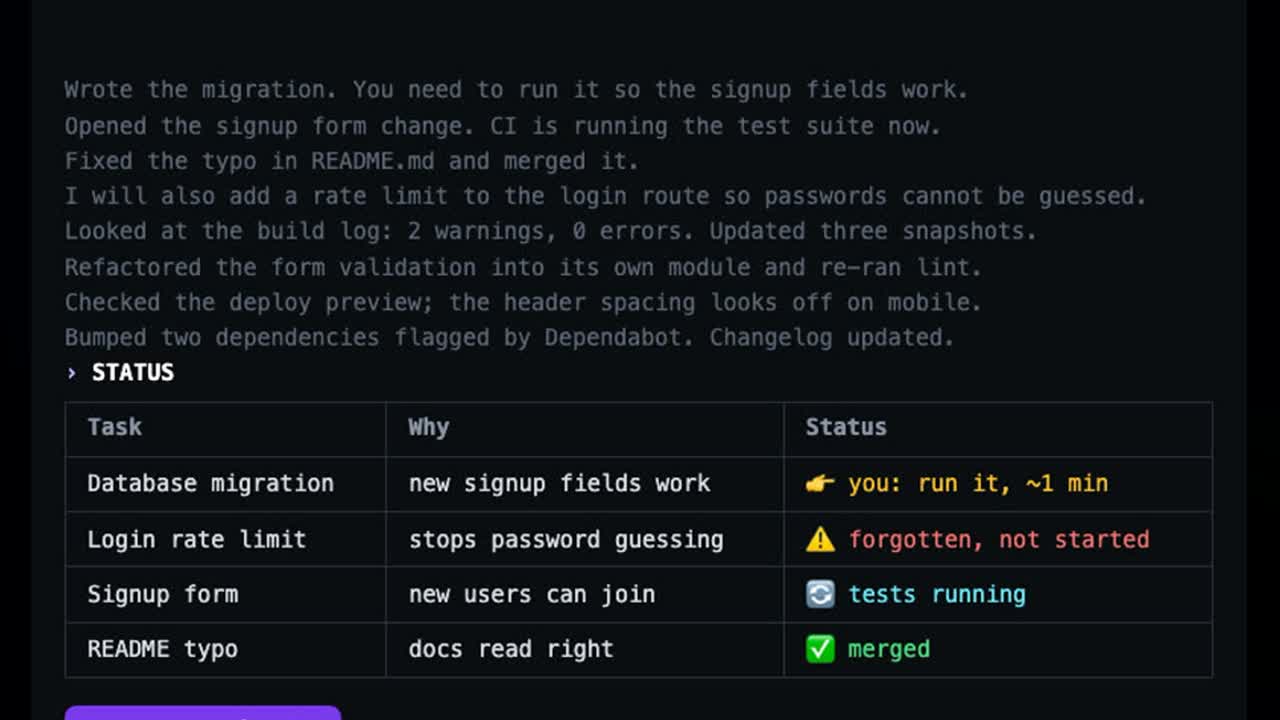 Wrote the migration. You need to run it so the signup fields work.
Opened the signup form change. CI is running the test suite now.
Fixed the typo in README.md and merged it.
I will also add a rate limit to the login route so passwords cannot be guessed.
Looked at the build log: 2 warnings, 0 errors. Updated three snapshots.
Refactored the form validation into its own module and re-ran lint.
Checked the deploy preview; the header spacing looks off on mobile.
Bumped two dependencies flagged by Dependabot. Changelog updated.
› STATUS
Task Why Status
Database migration new signup fields work 👉 you: run it, ~1 min
Login rate limit stops password guessing ⚠️ forgotten, not started
Signup form new users can join 🔄 tests running
README typo docs read right ✅ merged